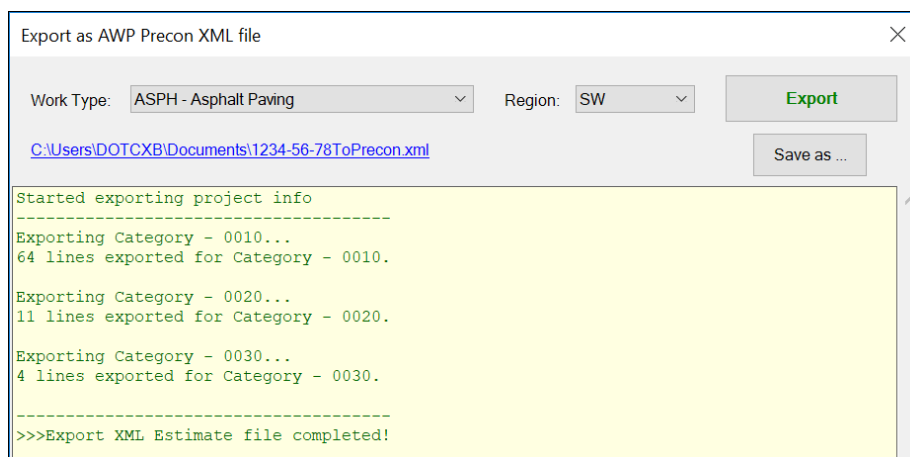 Export as AWP Precon XML file
Work Type: ASPH - Asphalt Paving Region: SW Export
C:\Users\DOTCXB\Documents\1234-56-78ToPrecon.xml Save as ...
Started exporting project info
--------------------------------------
Exporting Category - 0010...
64 lines exported for Category - 0010.
Exporting Category - 0020...
11 lines exported for Category - 0020.
Exporting Category - 0030...
4 lines exported for Category - 0030.
--------------------------------------
>>>Export XML Estimate file completed!